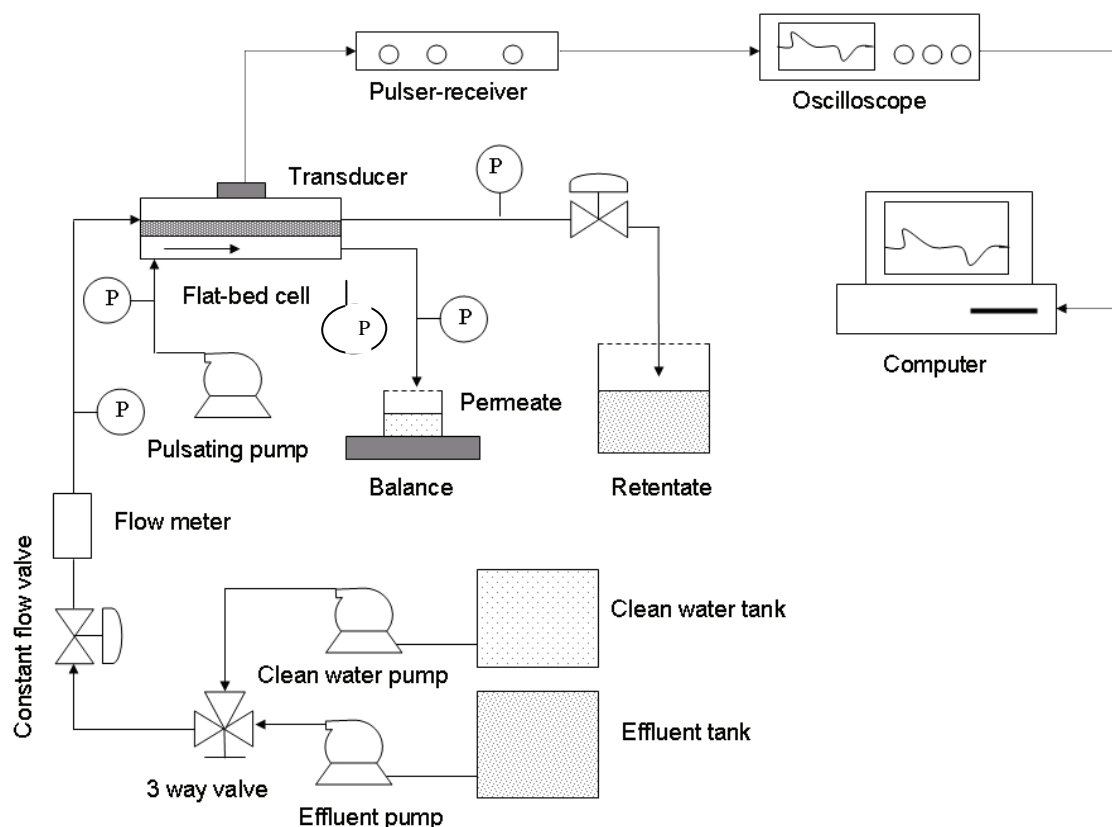 Pulser-receiver
Oscilloscope
Transducer
P
Flat-bed cell
P
P
P
Computer
Permeate
P
Pulsating pump
Balance
Retentate
Flow meter
Constant flow valve
Clean water tank
Clean water pump
Effluent tank
3 way valve
Effluent pump